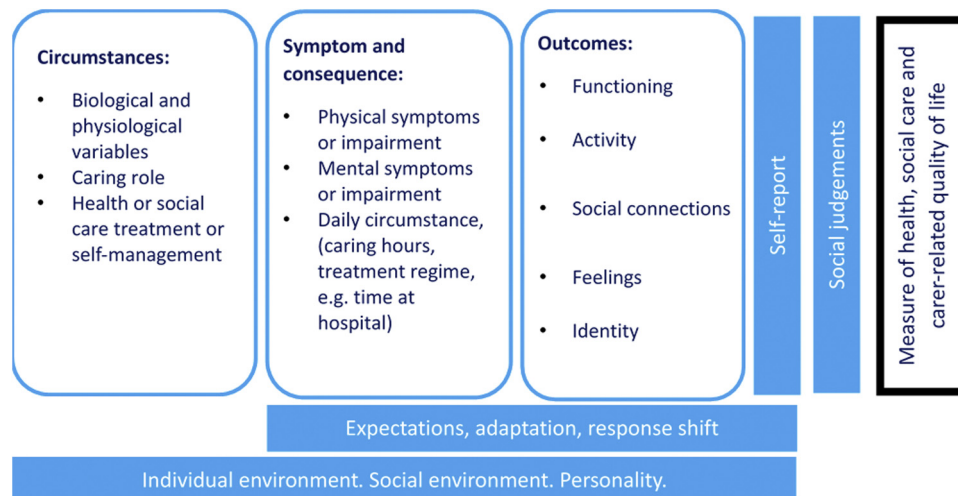 Circumstances:
• Biological and
physiological
variables
• Caring role
• Health or social
care treatment or
self-management
Symptom and
consequence:
• Physical symptoms
or impairment
• Mental symptoms
or impairment
• Daily circumstance,
(caring hours,
treatment regime,
e.g. time at
hospital)
Outcomes:
• Functioning
• Activity
• Social connections
• Feelings
• Identity
Self-report
Social judgements
Measure of health, social care and
carer-related quality of life
Expectations, adaptation, response shift
Individual environment. Social environment. Personality.